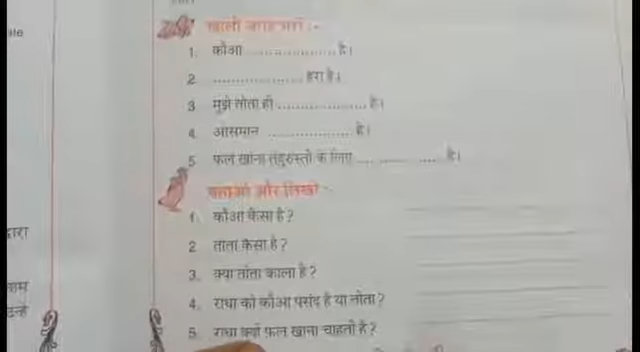 खाली जगह भरो :-
1. कौआ .................... है।
2. .................... हरा है।
3. मुझे तोता ही .................... है।
4. आसमान .................... है।
5. फल खाना तंदुरुस्ती के लिए .................... है।
बताओ और लिखो :-
1. कौआ कैसा है ?
2. तोता कैसा है ?
3. क्या तोता काला है ?
4. राधा को कौआ पसंद है या तोता ?
5. राधा क्यों फल खाना चाहती है ?